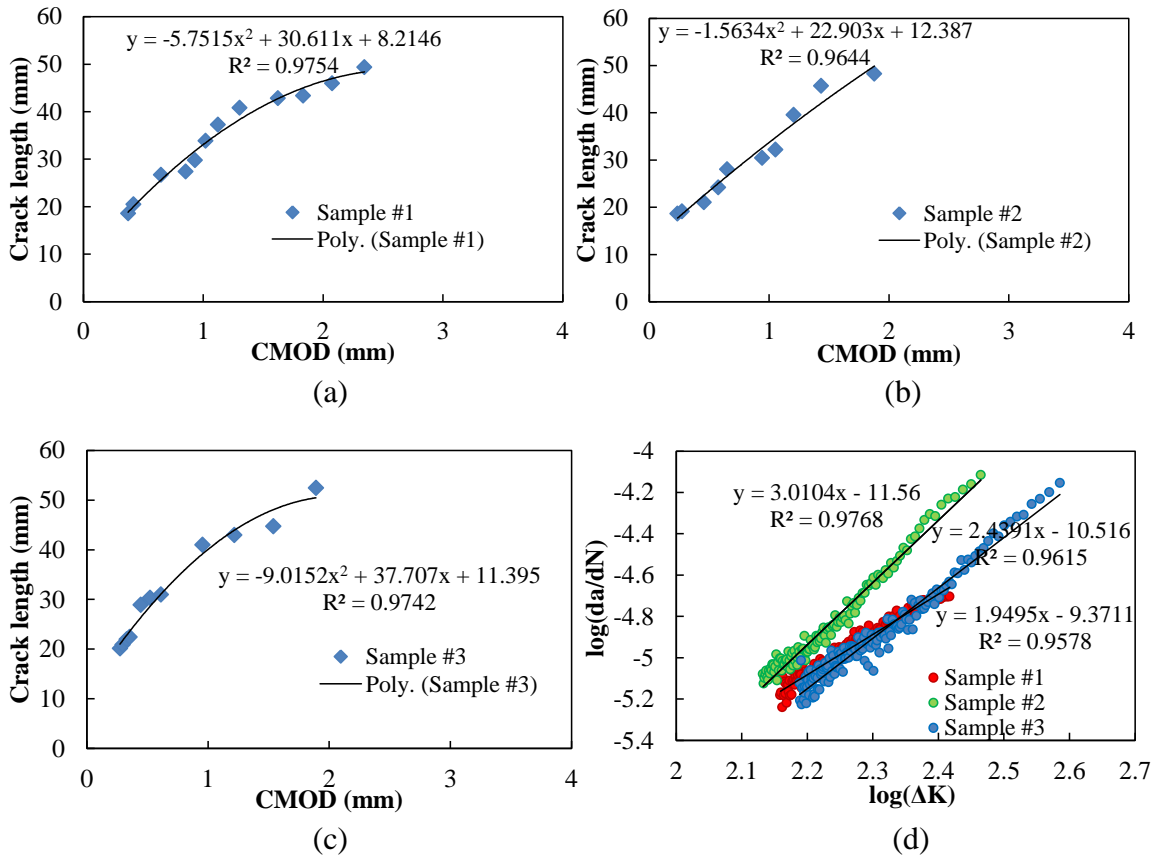 60
50
40
30
20
10
0
Crack length (mm)
y = -5.7515x² + 30.611x + 8.2146
R² = 0.9754
Sample #1
Poly. (Sample #1)
0 1 2 3 4
CMOD (mm)
(a)
60
50
40
30
20
10
0
Crack length (mm)
y = -1.5634x² + 22.903x + 12.387
R² = 0.9644
Sample #2
Poly. (Sample #2)
0 1 2 3 4
CMOD (mm)
(b)
60
50
40
30
20
10
0
Crack length (mm)
y = -9.0152x² + 37.707x + 11.395
R² = 0.9742
Sample #3
Poly. (Sample #3)
0 1 2 3 4
CMOD (mm)
(c)
-4
-4.2
-4.4
-4.6
-4.8
-5
-5.2
-5.4
log(da/dN)
y = 3.0104x - 11.56
R² = 0.9768
y = 2.4391x - 10.516
R² = 0.9615
y = 1.9495x - 9.3711
R² = 0.9578
Sample #1
Sample #2
Sample #3
2 2.1 2.2 2.3 2.4 2.5 2.6 2.7
log(ΔK)
(d)